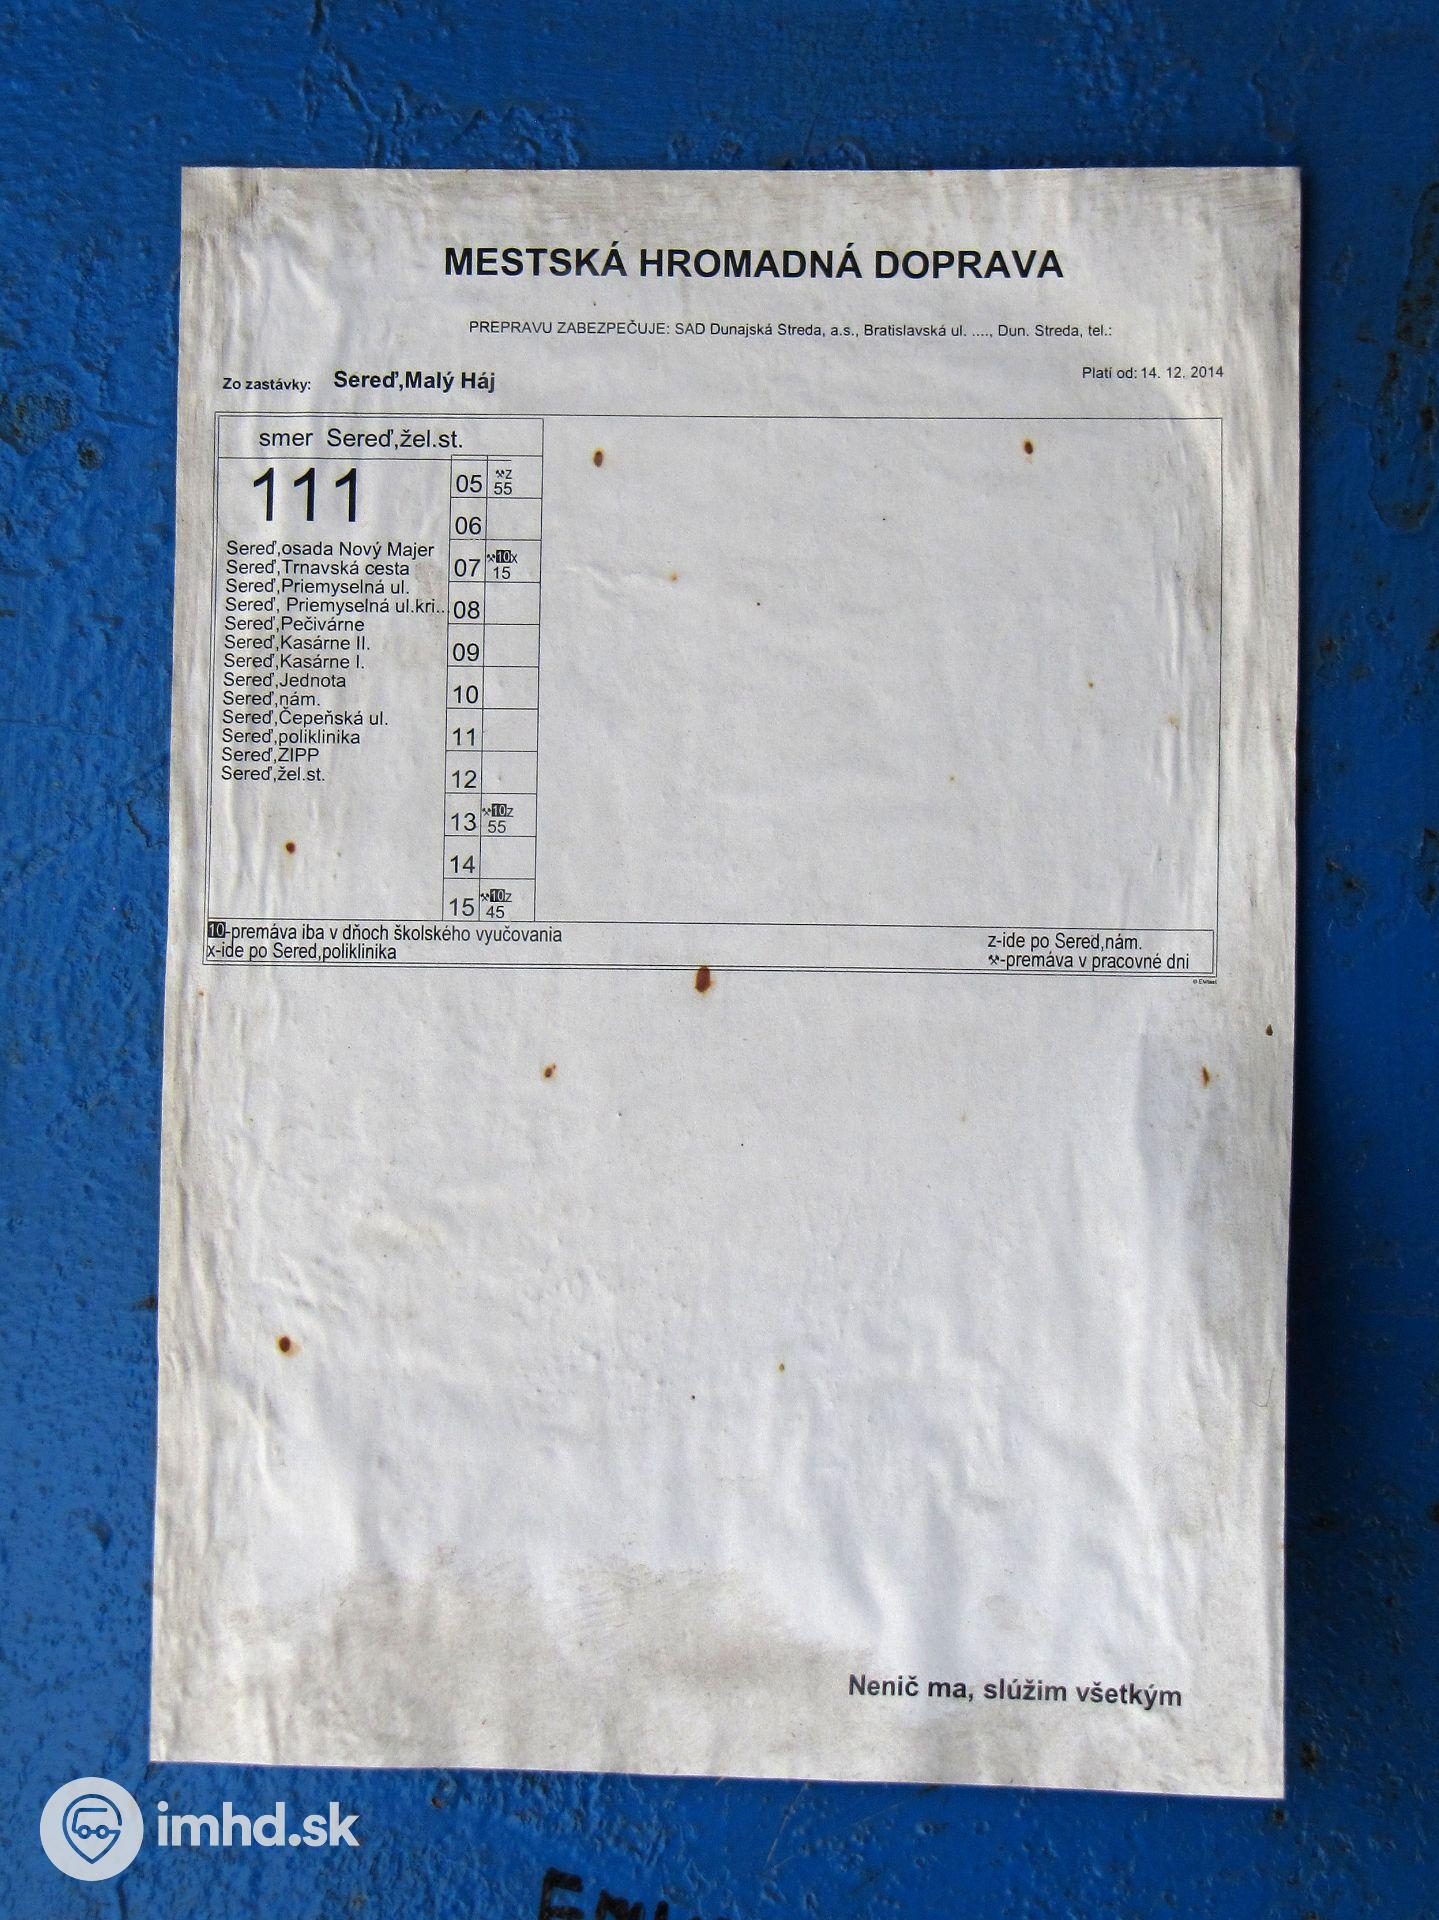 MESTSKÁ HROMADNÁ DOPRAVA
PREPRAVU ZABEZPEČUJE: SAD Dunajská Streda, a.s., Bratislavská ul. ...., Dun. Streda, tel.:
Zo zastávky: Sereď,Malý Háj
Platí od: 14. 12. 2014
smer Sereď,žel.st.
111
Sereď,osada Nový Majer
Sereď,Trnavská cesta
Sereď,Priemyselná ul.
Sereď, Priemyselná ul.kri...
Sereď,Pečivárne
Sereď,Kasárne II.
Sereď,Kasárne I.
Sereď,Jednota
Sereď,nám.
Sereď,Čepeňská ul.
Sereď,poliklinika
Sereď,ZIPP
Sereď,žel.st.
05 ⚒z 55
06
07 ⚒10x 15
08
09
10
11
12
13 ⚒10z 55
14
15 ⚒10z 45
10-premáva iba v dňoch školského vyučovania
x-ide po Sered,poliklinika
z-ide po Sered,nám.
⚒-premáva v pracovné dni
Nenič ma, slúžim všetkým
imhd.sk